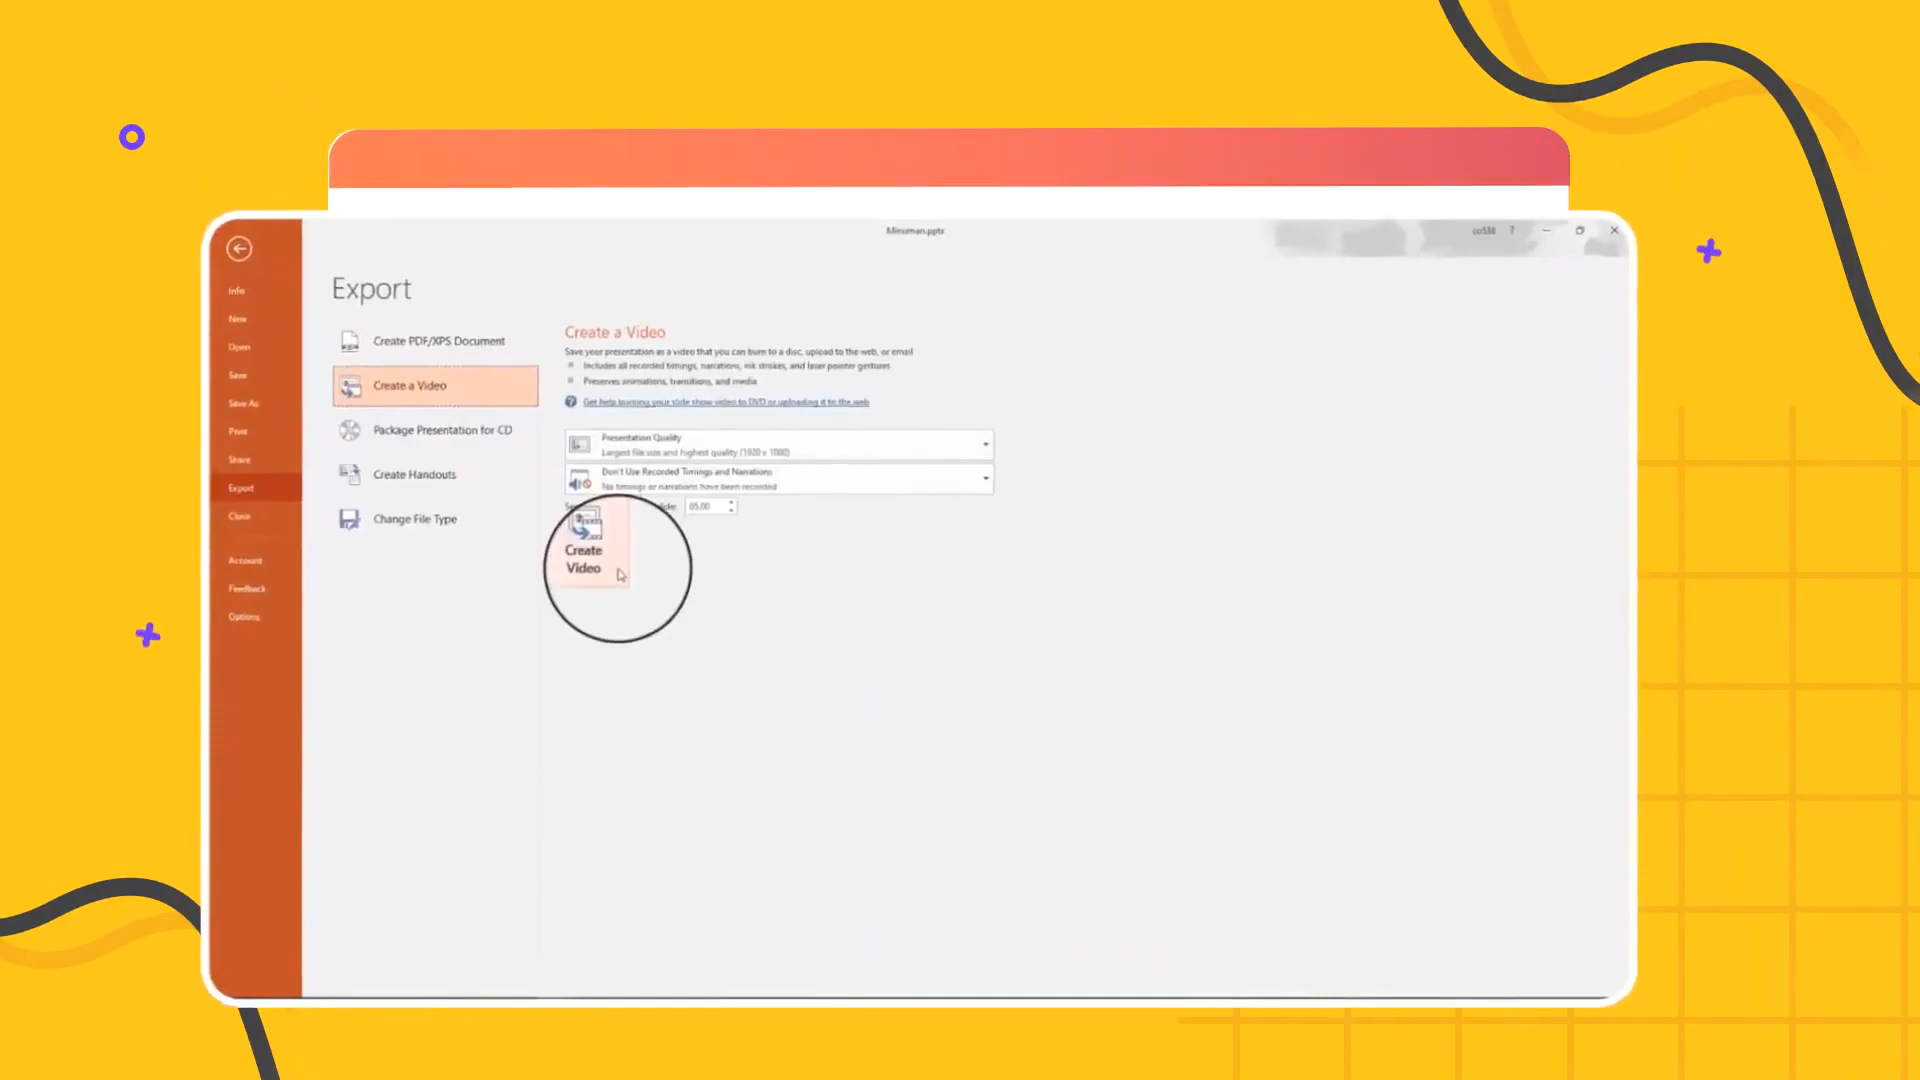 Minuman.pptx
co538 ?
Info
New
Open
Save
Save As
Print
Share
Export
Close
Account
Feedback
Options
Export
Create PDF/XPS Document
Create a Video
Package Presentation for CD
Create Handouts
Change File Type
Create a Video
Save your presentation as a video that you can burn to a disc, upload to the web, or email
Includes all recorded timings, narrations, ink strokes, and laser pointer gestures
Preserves animations, transitions, and media
Get help burning your slide show video to DVD or uploading it to the web
Presentation Quality
Largest file size and highest quality (1920 x 1080)
Don't Use Recorded Timings and Narrations
No timings or narrations have been recorded
05.00
Create
Video